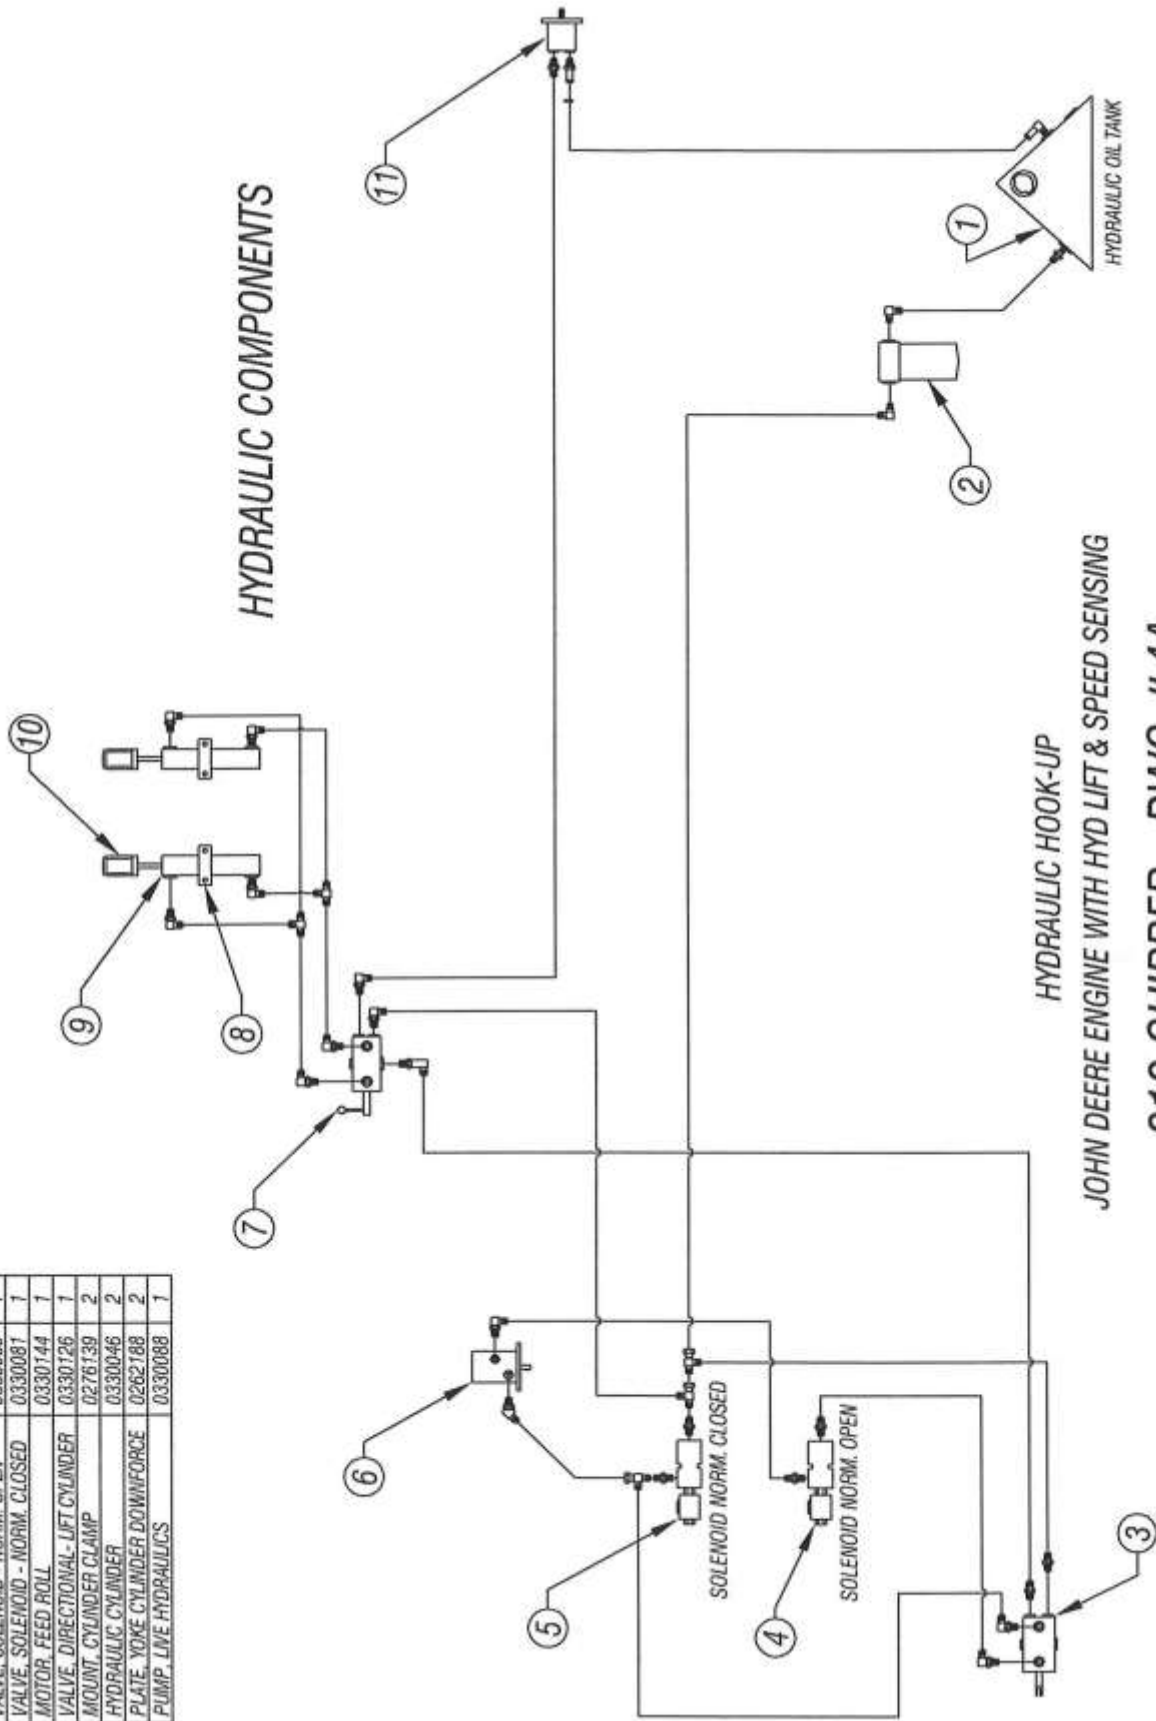 VALVE, SOLENOID - NORM. CLOSED 0330081 1
MOTOR, FEED ROLL 0330144 1
VALVE, DIRECTIONAL- LIFT CYLINDER 0330126 1
MOUNT, CYLINDER CLAMP 0276139 2
HYDRAULIC CYLINDER 0330046 2
PLATE, YOKE CYLINDER DOWNFORCE 0262188 2
PUMP, LIVE HYDRAULICS 0330088 1
HYDRAULIC COMPONENTS
10
9
8
7
11
6
5
SOLENOID NORM. CLOSED
4
SOLENOID NORM. OPEN
3
2
1
HYDRAULIC OIL TANK
HYDRAULIC HOOK-UP
JOHN DEERE ENGINE WITH HYD LIFT & SPEED SENSING